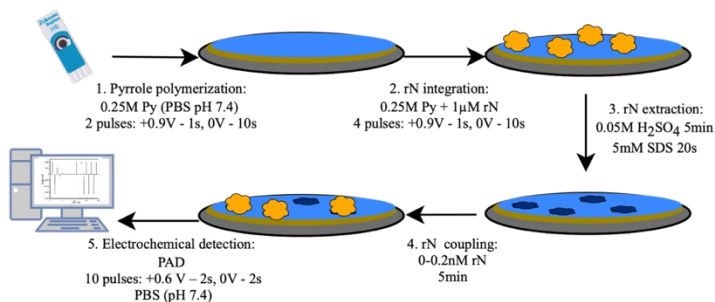 110
1. Pyrrole polymerization:
0.25M Py (PBS pH 7.4)
2 pulses: +0.9V - 1s, 0V - 10s
2. rN integration:
0.25M Py + 1µM rN
4 pulses: +0.9V - 1s, 0V - 10s
3. rN extraction:
0.05M H₂SO₄ 5min
5mM SDS 20s
4. rN coupling:
0-0.2nM rN
5min
5. Electrochemical detection:
PAD
10 pulses: +0.6 V – 2s, 0V - 2s
PBS (pH 7.4)